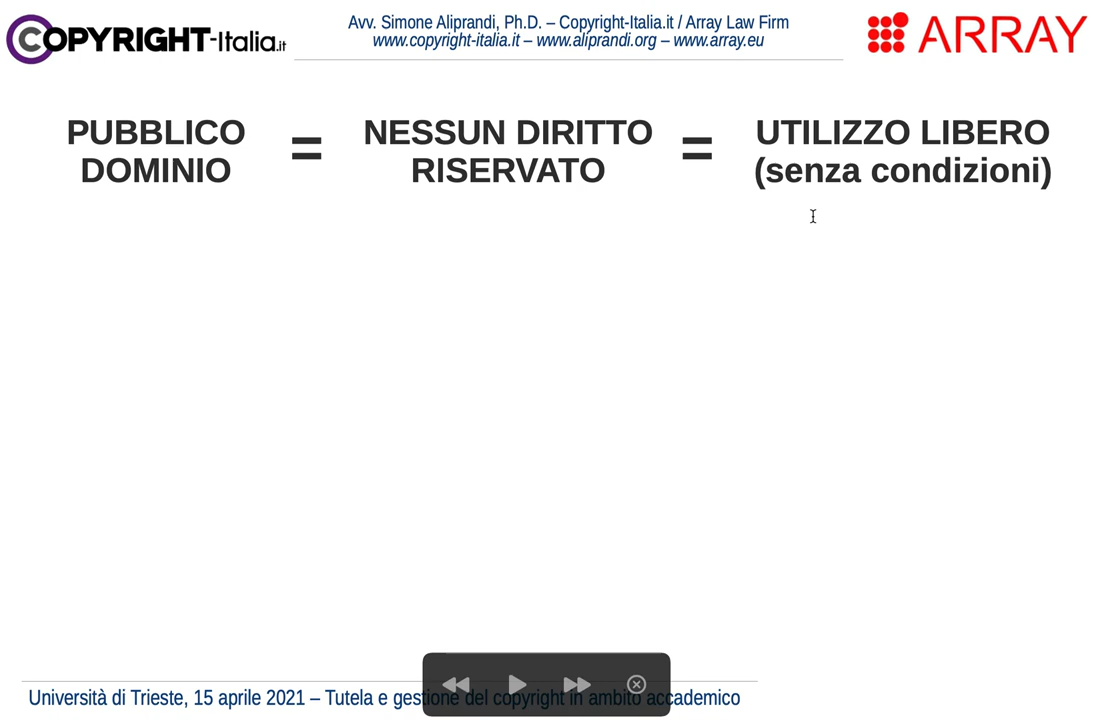 COPYRIGHT-Italia.it
Avv. Simone Aliprandi, Ph.D. – Copyright-Italia.it / Array Law Firm
www.copyright-italia.it – www.aliprandi.org – www.array.eu
ARRAY
PUBBLICO DOMINIO
=
NESSUN DIRITTO RISERVATO
=
UTILIZZO LIBERO (senza condizioni)
Università di Trieste, 15 aprile 2021 – Tutela e gestione del copyright in ambito accademico